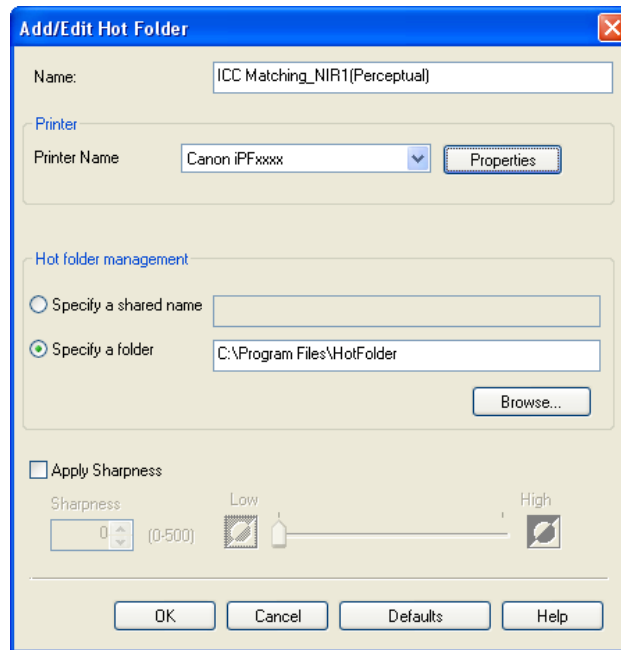 Add/Edit Hot Folder
Name: ICC Matching_NIR1(Perceptual)
Printer
Printer Name Canon iPFxxxx Properties
Hot folder management
Specify a shared name
Specify a folder C:\Program Files\HotFolder
Browse...
Apply Sharpness
Sharpness Low High
0 (0-500)
OK Cancel Defaults Help